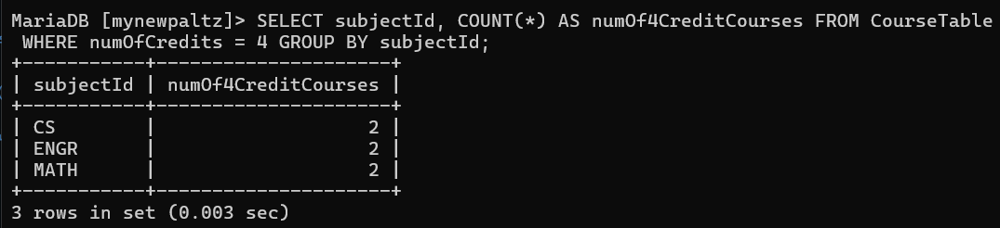 MariaDB [mynewpaltz]> SELECT subjectId, COUNT(*) AS numOf4CreditCourses FROM CourseTable
 WHERE numOfCredits = 4 GROUP BY subjectId;
+-----------+---------------------+
| subjectId | numOf4CreditCourses |
+-----------+---------------------+
| CS        |                   2 |
| ENGR      |                   2 |
| MATH      |                   2 |
+-----------+---------------------+
3 rows in set (0.003 sec)